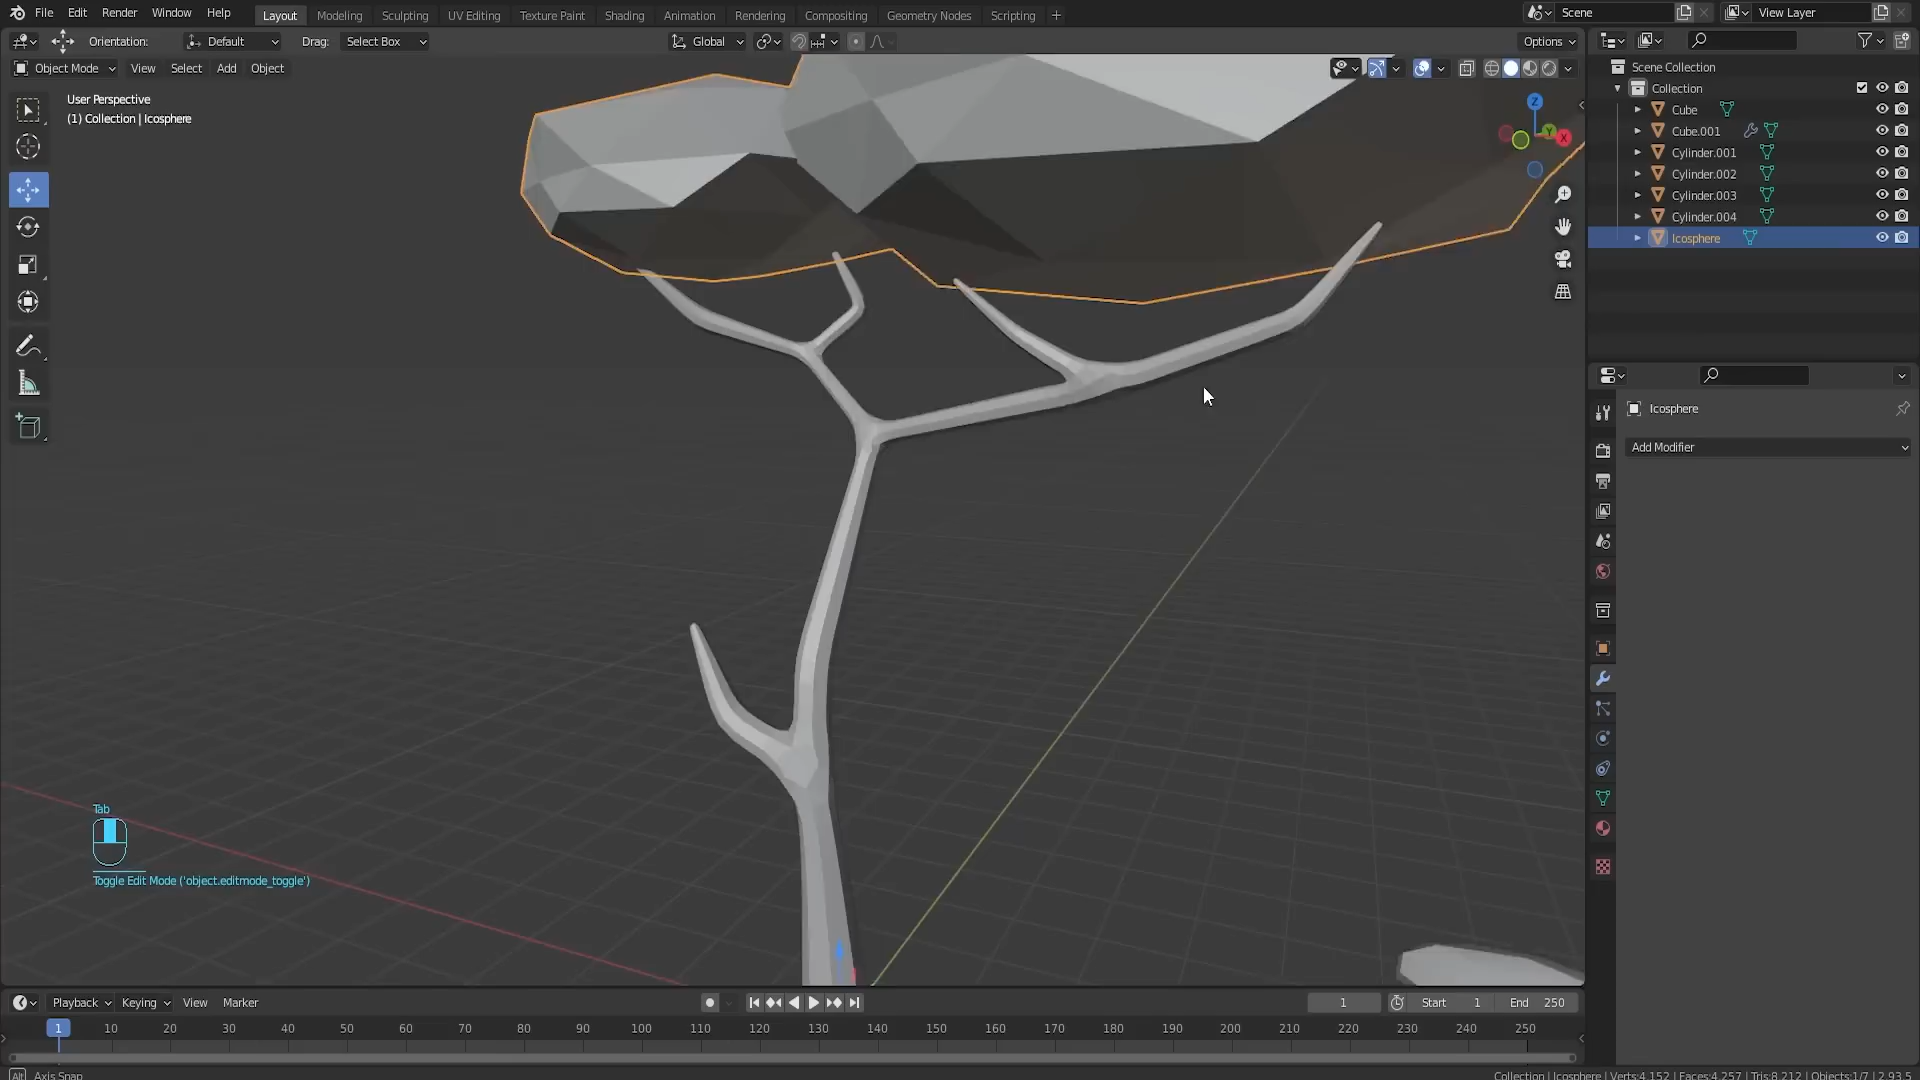 File Edit Render Window Help Layout Modeling Sculpting UV Editing Texture Paint Shading Animation Rendering Compositing Geometry Nodes Scripting + Scene View Layer
Orientation: Default Drag: Select Box Global Options
Object Mode View Select Add Object
User Perspective
(1) Collection | Icosphere
Z
Y
X
Scene Collection
Collection
Cube
Cube.001
Cylinder.001
Cylinder.002
Cylinder.003
Cylinder.004
Icosphere
Icosphere
Add Modifier
Tab
Toggle Edit Mode ('object.editmode_toggle')
Playback Keying View Marker 1 Start 1 End 250
1 10 20 30 40 50 60 70 80 90 100 110 120 130 140 150 160 170 180 190 200 210 220 230 240 250
Alt Axis Snap Collection | Icosphere | Verts:4,152 | Faces:4,257 | Tris:8,212 | Objects:1/7 | 2.93.5